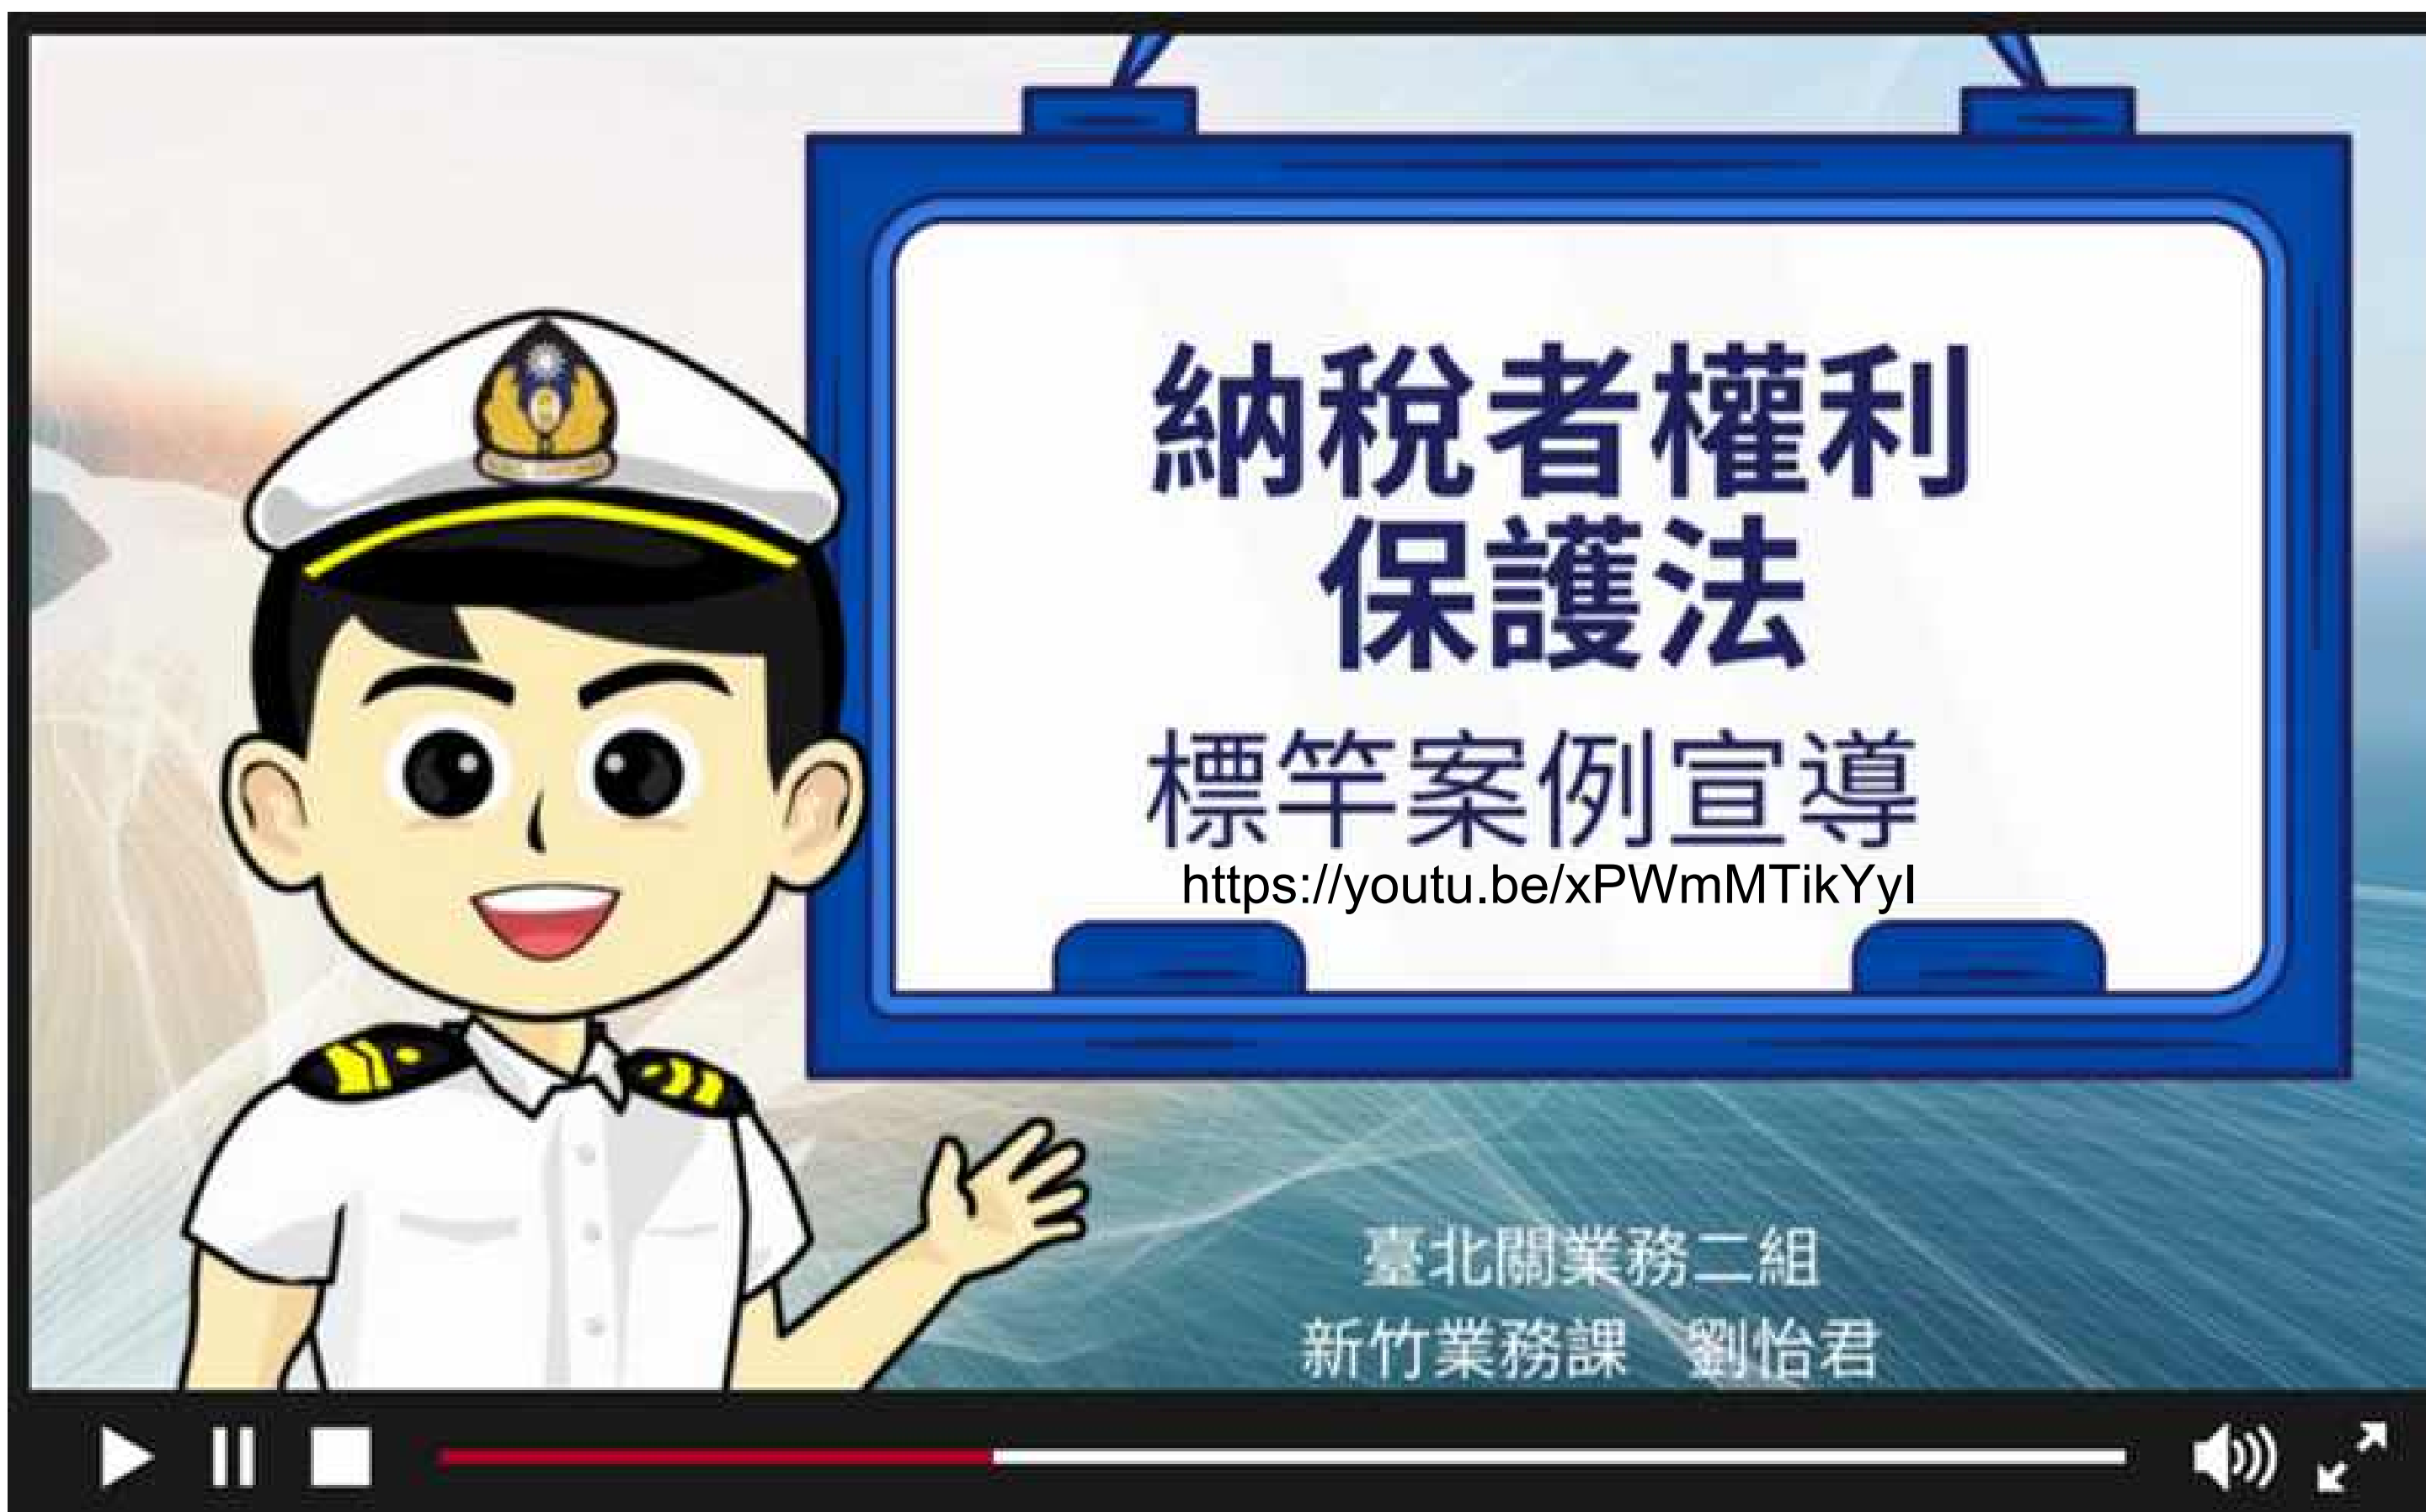 納稅者權利
保護法
標竿案例宣導
https://youtu.be/xPWmMTikYyI
臺北關業務二組
新竹業務課　劉怡君